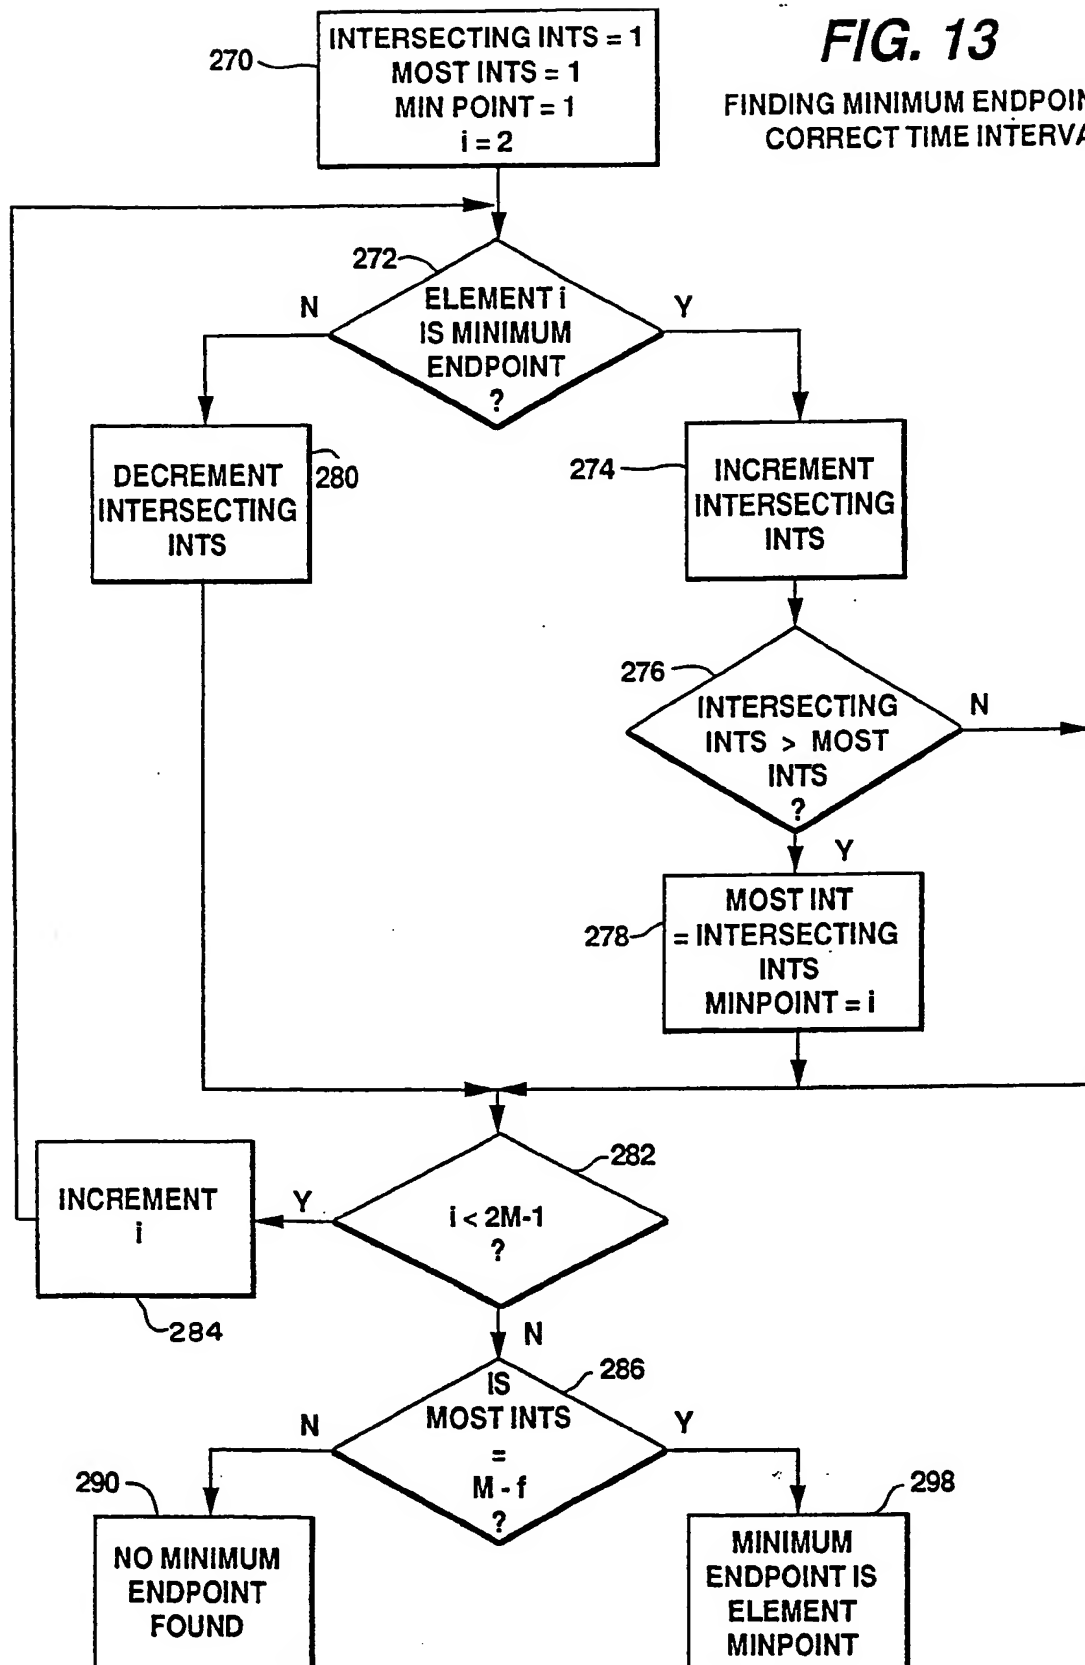 FIG. 13
FINDING MINIMUM ENDPOIN
CORRECT TIME INTERVA
270
INTERSECTING INTS = 1
MOST INTS = 1
MIN POINT = 1
i = 2
272
ELEMENT i
IS MINIMUM
ENDPOINT
?
N
Y
280
DECREMENT
INTERSECTING
INTS
274
INCREMENT
INTERSECTING
INTS
276
INTERSECTING
INTS > MOST
INTS
?
N
Y
278
MOST INT
= INTERSECTING
INTS
MINPOINT = i
282
i < 2M-1
?
Y
INCREMENT
i
284
N
286
IS
MOST INTS
=
M - f
?
N
Y
290
NO MINIMUM
ENDPOINT
FOUND
298
MINIMUM
ENDPOINT IS
ELEMENT
MINPOINT